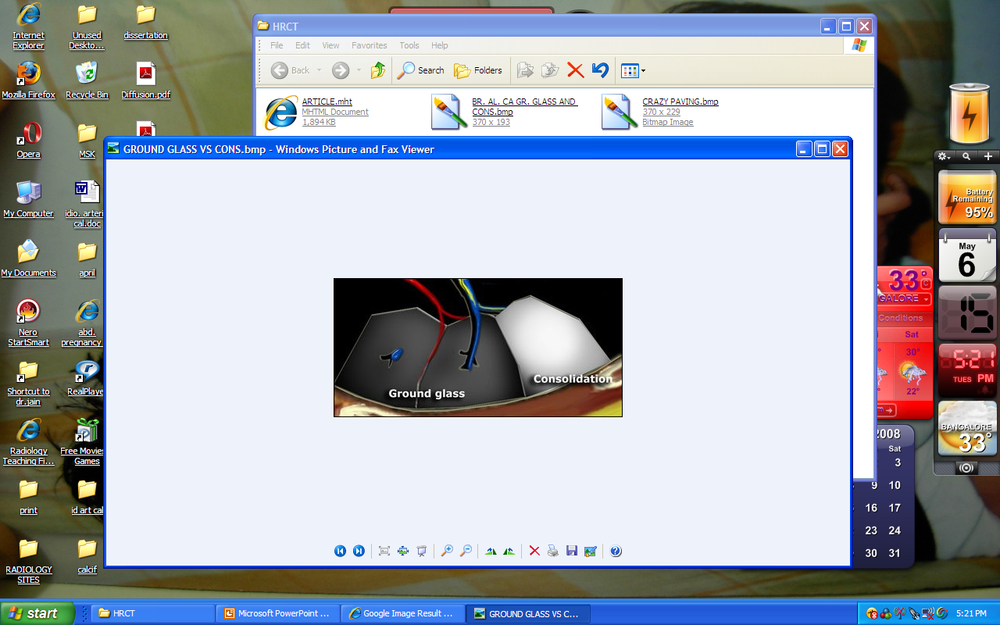 Internet
Explorer
Unused
Deskto...
dissertation
Mozilla Firefox
Recycle Bin
Diffusion.pdf
Opera
MSK
My Computer
idio. arteri
cal.doc
My Documents
april
Nero
StartSmart
abd.
pregnancy
Shortcut to
dr.jain
RealPlaye
Radiology
Teaching Fi...
Free Movies
Games
print
id art cal
RADIOLOGY
SITES
calcif
HRCT
File Edit View Favorites Tools Help
Back Search Folders
ARTICLE.mht
MHTML Document
1,894 KB
BR. AL. CA GR. GLASS AND
CONS.bmp
370 x 193
CRAZY PAVING.bmp
370 x 229
Bitmap Image
GROUND GLASS VS CONS.bmp - Windows Picture and Fax Viewer
Ground glass
Consolidation
Battery
Remaining
95%
May
6
15
5:21
TUES PM
BANGALORE
33°
33°
C
GALORE
Conditions
Sat
30°
22°
2008
Sat
3
9 10
16 17
23 24
30 31
start
HRCT
Microsoft PowerPoint ...
Google Image Result ...
GROUND GLASS VS C...
5:21 PM